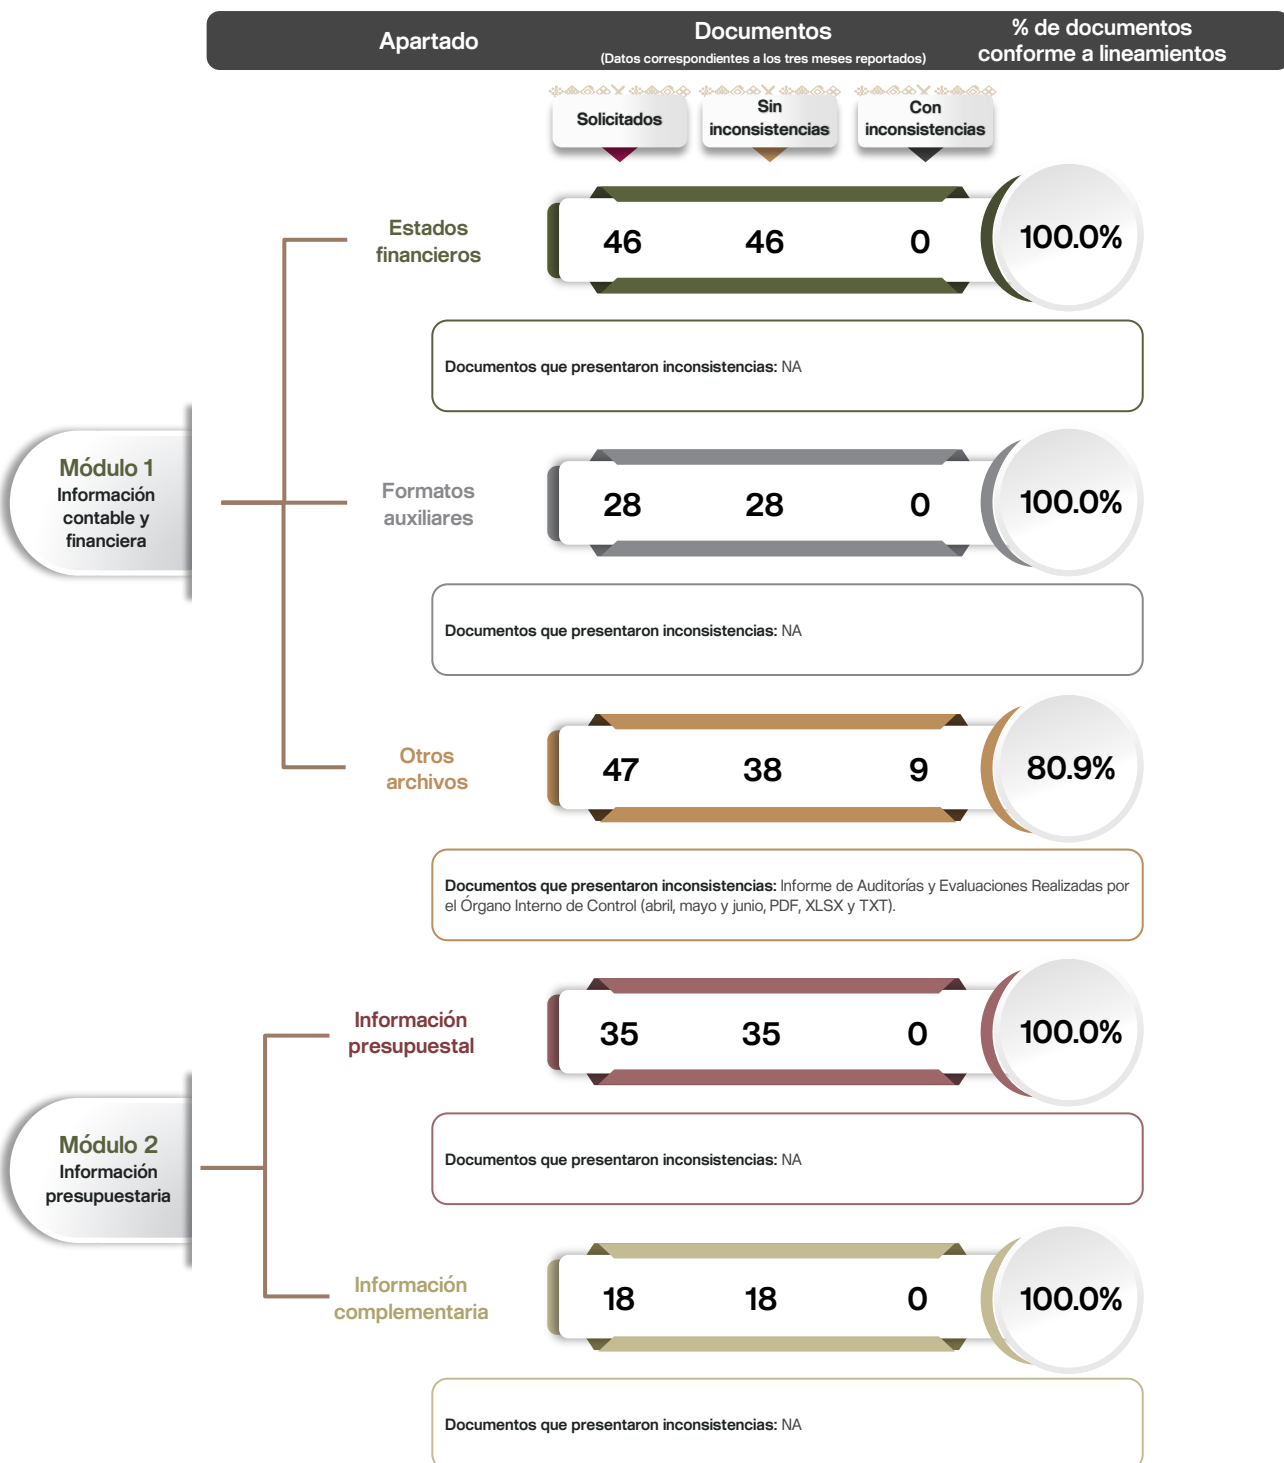 Apartado
Documentos
(Datos correspondientes a los tres meses reportados)
% de documentos
conforme a lineamientos
Solicitados
Sin
inconsistencias
Con
inconsistencias
Módulo 1
Información
contable y
financiera
Estados
financieros
46 46 0 100.0%
Documentos que presentaron inconsistencias: NA
Formatos
auxiliares
28 28 0 100.0%
Documentos que presentaron inconsistencias: NA
Otros
archivos
47 38 9 80.9%
Documentos que presentaron inconsistencias: Informe de Auditorías y Evaluaciones Realizadas por
el Órgano Interno de Control (abril, mayo y junio, PDF, XLSX y TXT).
Módulo 2
Información
presupuestaria
Información
presupuestal
35 35 0 100.0%
Documentos que presentaron inconsistencias: NA
Información
complementaria
18 18 0 100.0%
Documentos que presentaron inconsistencias: NA